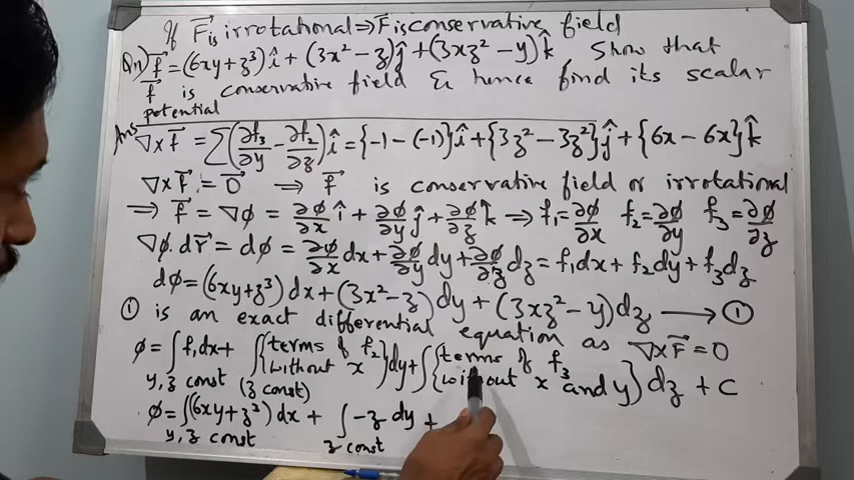 If F⃗ is irrotational ⇒ F⃗ is conservative field
Qn) f⃗ = (6xy + z³) î + (3x² − z) ĵ + (3xz² − y) k̂ Show that
f⃗ is conservative field & hence find its scalar
potential
Ans ∇×f⃗ = ∑(∂f₃/∂y − ∂f₂/∂z) î = {−1 − (−1)} î + {3z² − 3z²} ĵ + {6x − 6x} k̂
∇×F⃗ = 0⃗ ⇒ f⃗ is conservative field or irrotational
⇒ f⃗ = ∇ϕ = ∂ϕ/∂x î + ∂ϕ/∂y ĵ + ∂ϕ/∂z k̂ ⇒ f₁ = ∂ϕ/∂x f₂ = ∂ϕ/∂y f₃ = ∂ϕ/∂z
∇ϕ. dr⃗ = dϕ = ∂ϕ/∂x dx + ∂ϕ/∂y dy + ∂ϕ/∂z dz = f₁dx + f₂dy + f₃dz
dϕ = (6xy + z³) dx + (3x² − z) dy + (3xz² − y) dz → ①
① is an exact differential equation as ∇×F⃗ = 0
ϕ = ∫ f₁dx + ∫{terms of f₂ without x} dy + ∫{terms of f₃ without x and y} dz + c
y, z const (z const)
ϕ = ∫(6xy + z²) dx + ∫ −z dy +
y, z const z const